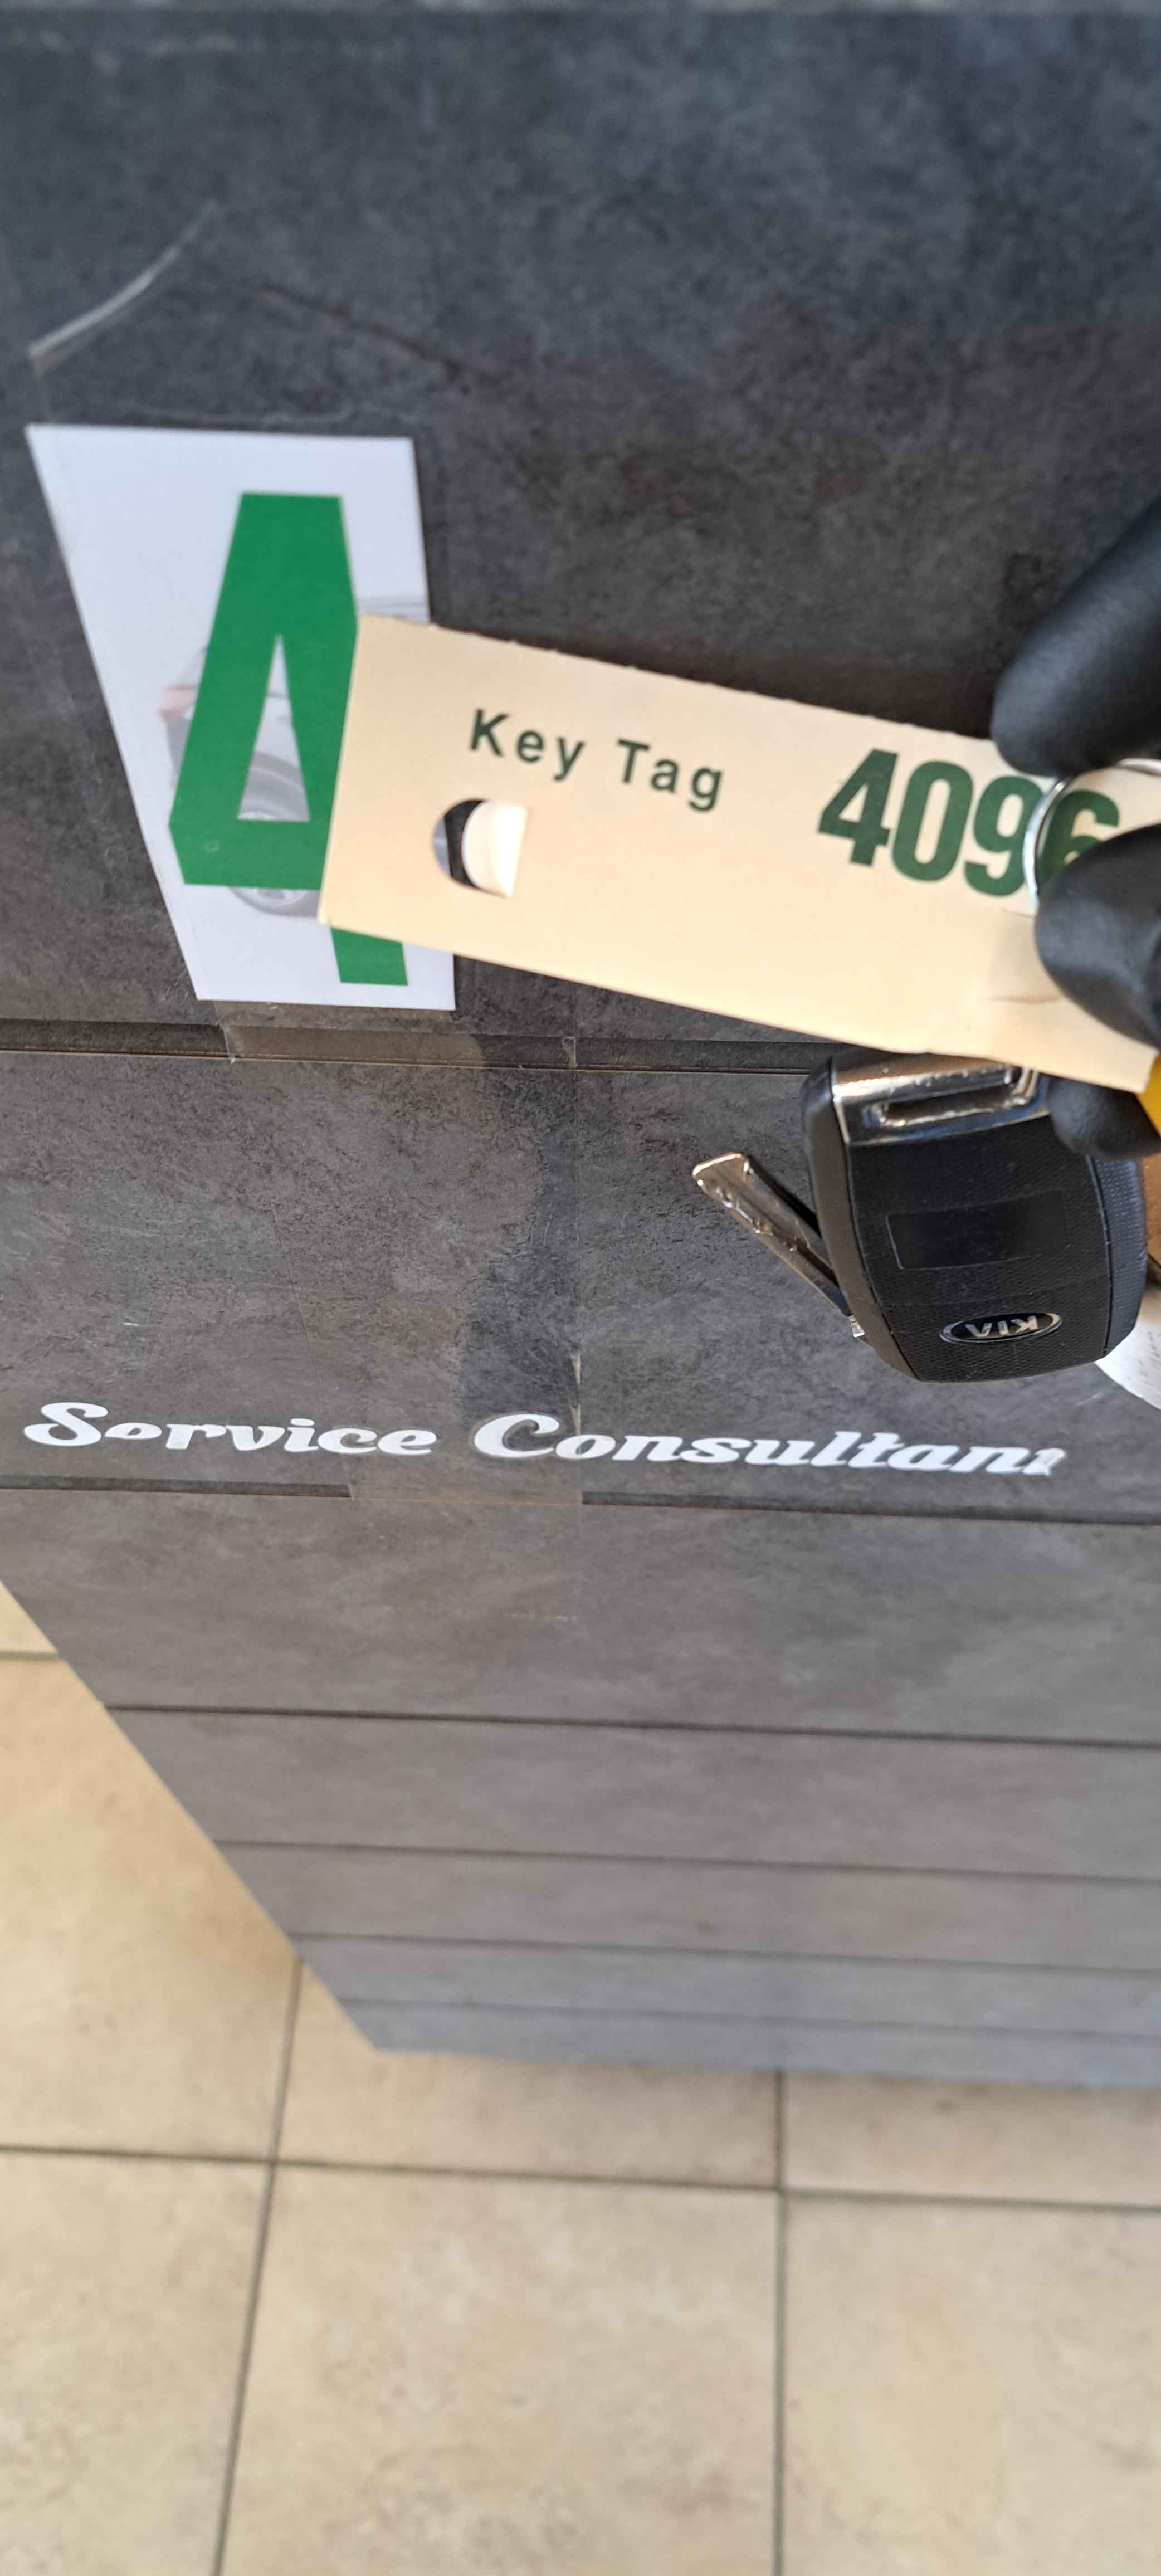 4
Key Tag 4096
KIA
Service Consultant